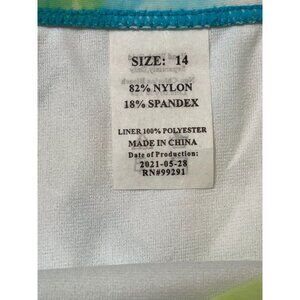 SIZE: 14
82% NYLON
18% SPANDEX
LINER 100% POLYESTER
MADE IN CHINA
Date of Production:
2021-05-28
RN#99291